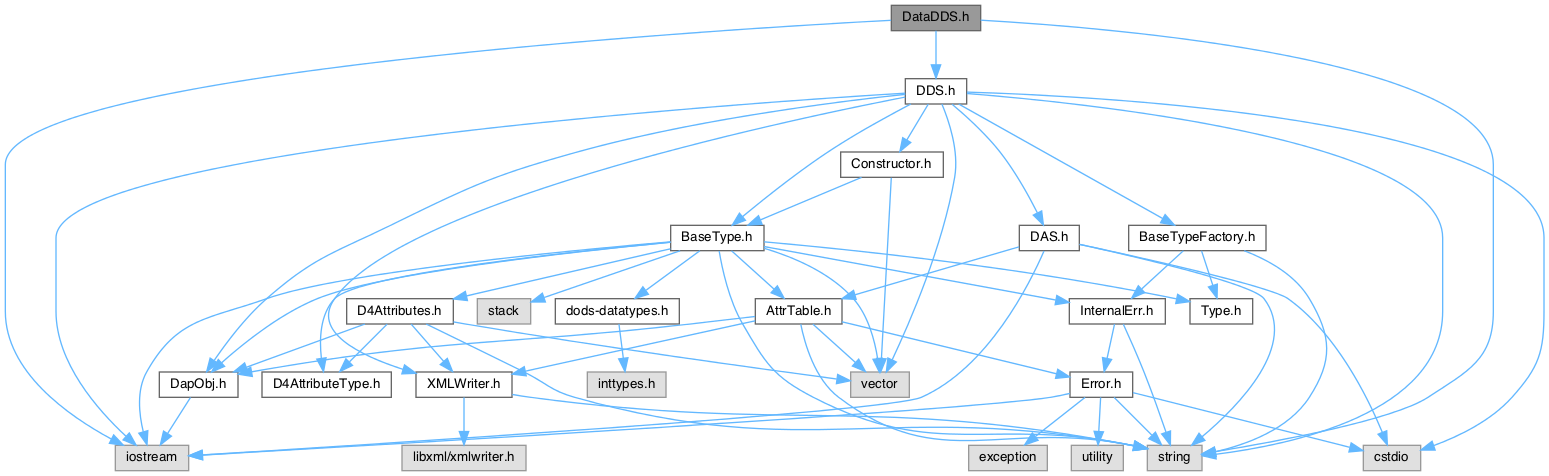 DataDDS.h
DDS.h
Constructor.h
BaseType.h
DAS.h
BaseTypeFactory.h
D4Attributes.h
stack
dods-datatypes.h
AttrTable.h
InternalErr.h
Type.h
DapObj.h
D4AttributeType.h
XMLWriter.h
inttypes.h
vector
Error.h
iostream
libxml/xmlwriter.h
exception
utility
string
cstdio